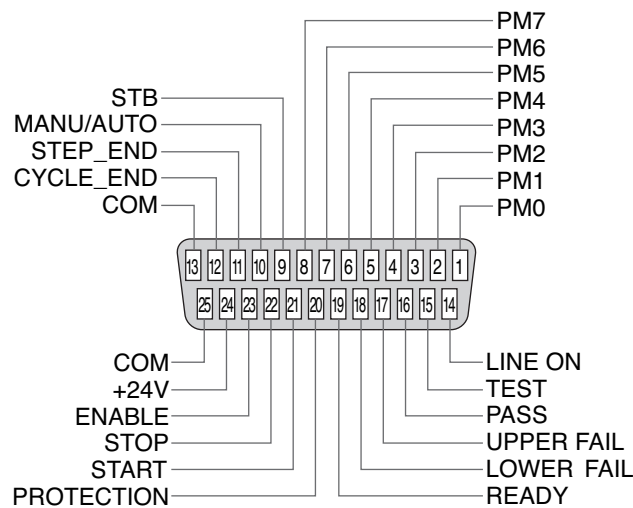 PM7
PM6
PM5
STB PM4
MANU/AUTO PM3
STEP_END PM2
CYCLE_END PM1
COM PM0
13 12 11 10 9 8 7 6 5 4 3 2 1
25 24 23 22 21 20 19 18 17 16 15 14
COM LINE ON
+24V TEST
ENABLE PASS
STOP UPPER FAIL
START LOWER FAIL
PROTECTION READY